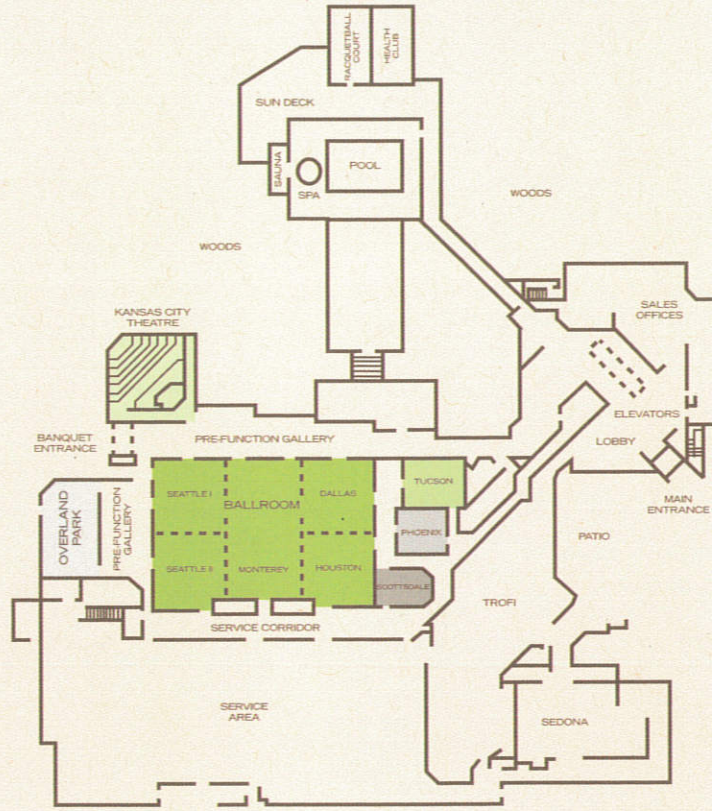 RACQUETBALL
COURT
HEALTH
CLUB
SUN DECK
SAUNA
POOL
SPA
WOODS
WOODS
KANSAS CITY
THEATRE
SALES
OFFICES
ELEVATORS
LOBBY
BANQUET
ENTRANCE
PRE-FUNCTION GALLERY
MAIN
ENTRANCE
OVERLAND
PARK
PRE-FUNCTION
GALLERY
SEATTLE I
BALLROOM
DALLAS
TUCSON
PHOENIX
PATIO
SEATTLE II
MONTEREY
HOUSTON
SCOTTSDALE
TROFI
SERVICE CORRIDOR
SERVICE
AREA
SEDONA